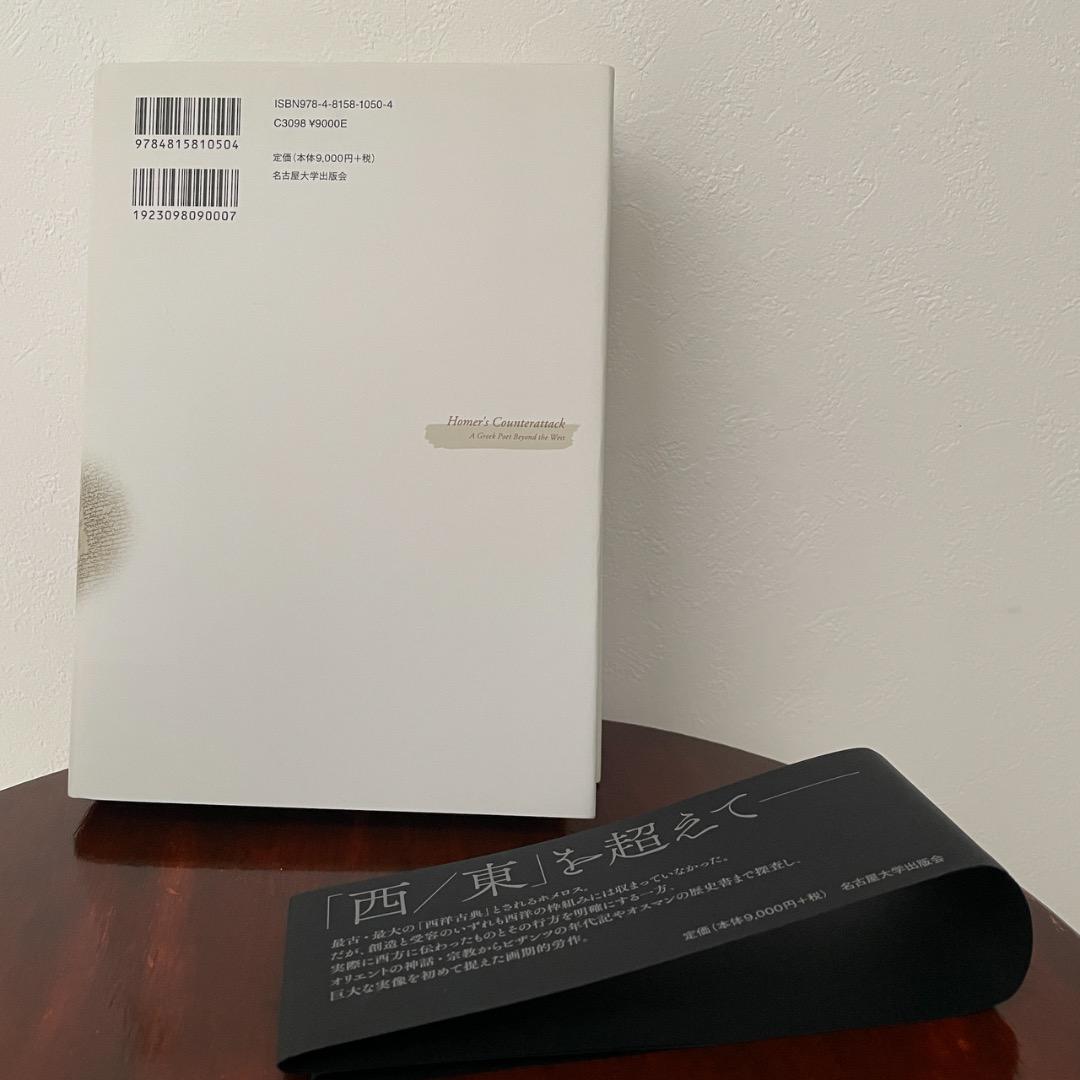 9784815810504
1923098090007
ISBN978-4-8158-1050-4
C3098 ¥9000E
定価(本体9,000円+税)
名古屋大学出版会
Homer's Counterattack
A Greek Poet Beyond the West
「西/東」を超えて——
最古・最大の「西洋古典」とされるホメロス。
だが、創造と受容のいずれも西洋の枠組みには収まっていなかった。
実際に西方に伝わったものとその行方を明確にする一方、
オリエントの神話・宗教からビザンツの年代記やオスマンの歴史書まで探査し、
巨大な実像を初めて捉えた画期的労作。
定価(本体9,000円+税) 名古屋大学出版会